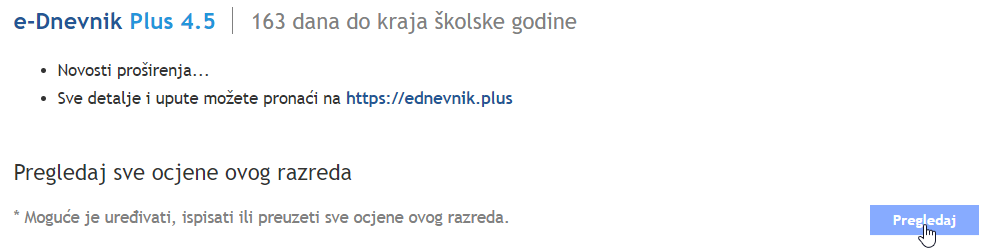 e-Dnevnik Plus 4.5 | 163 dana do kraja školske godine
• Novosti proširenja...
• Sve detalje i upute možete pronaći na https://ednevnik.plus
Pregledaj sve ocjene ovog razreda
* Moguće je uređivati, ispisati ili preuzeti sve ocjene ovog razreda.
Pregledaj